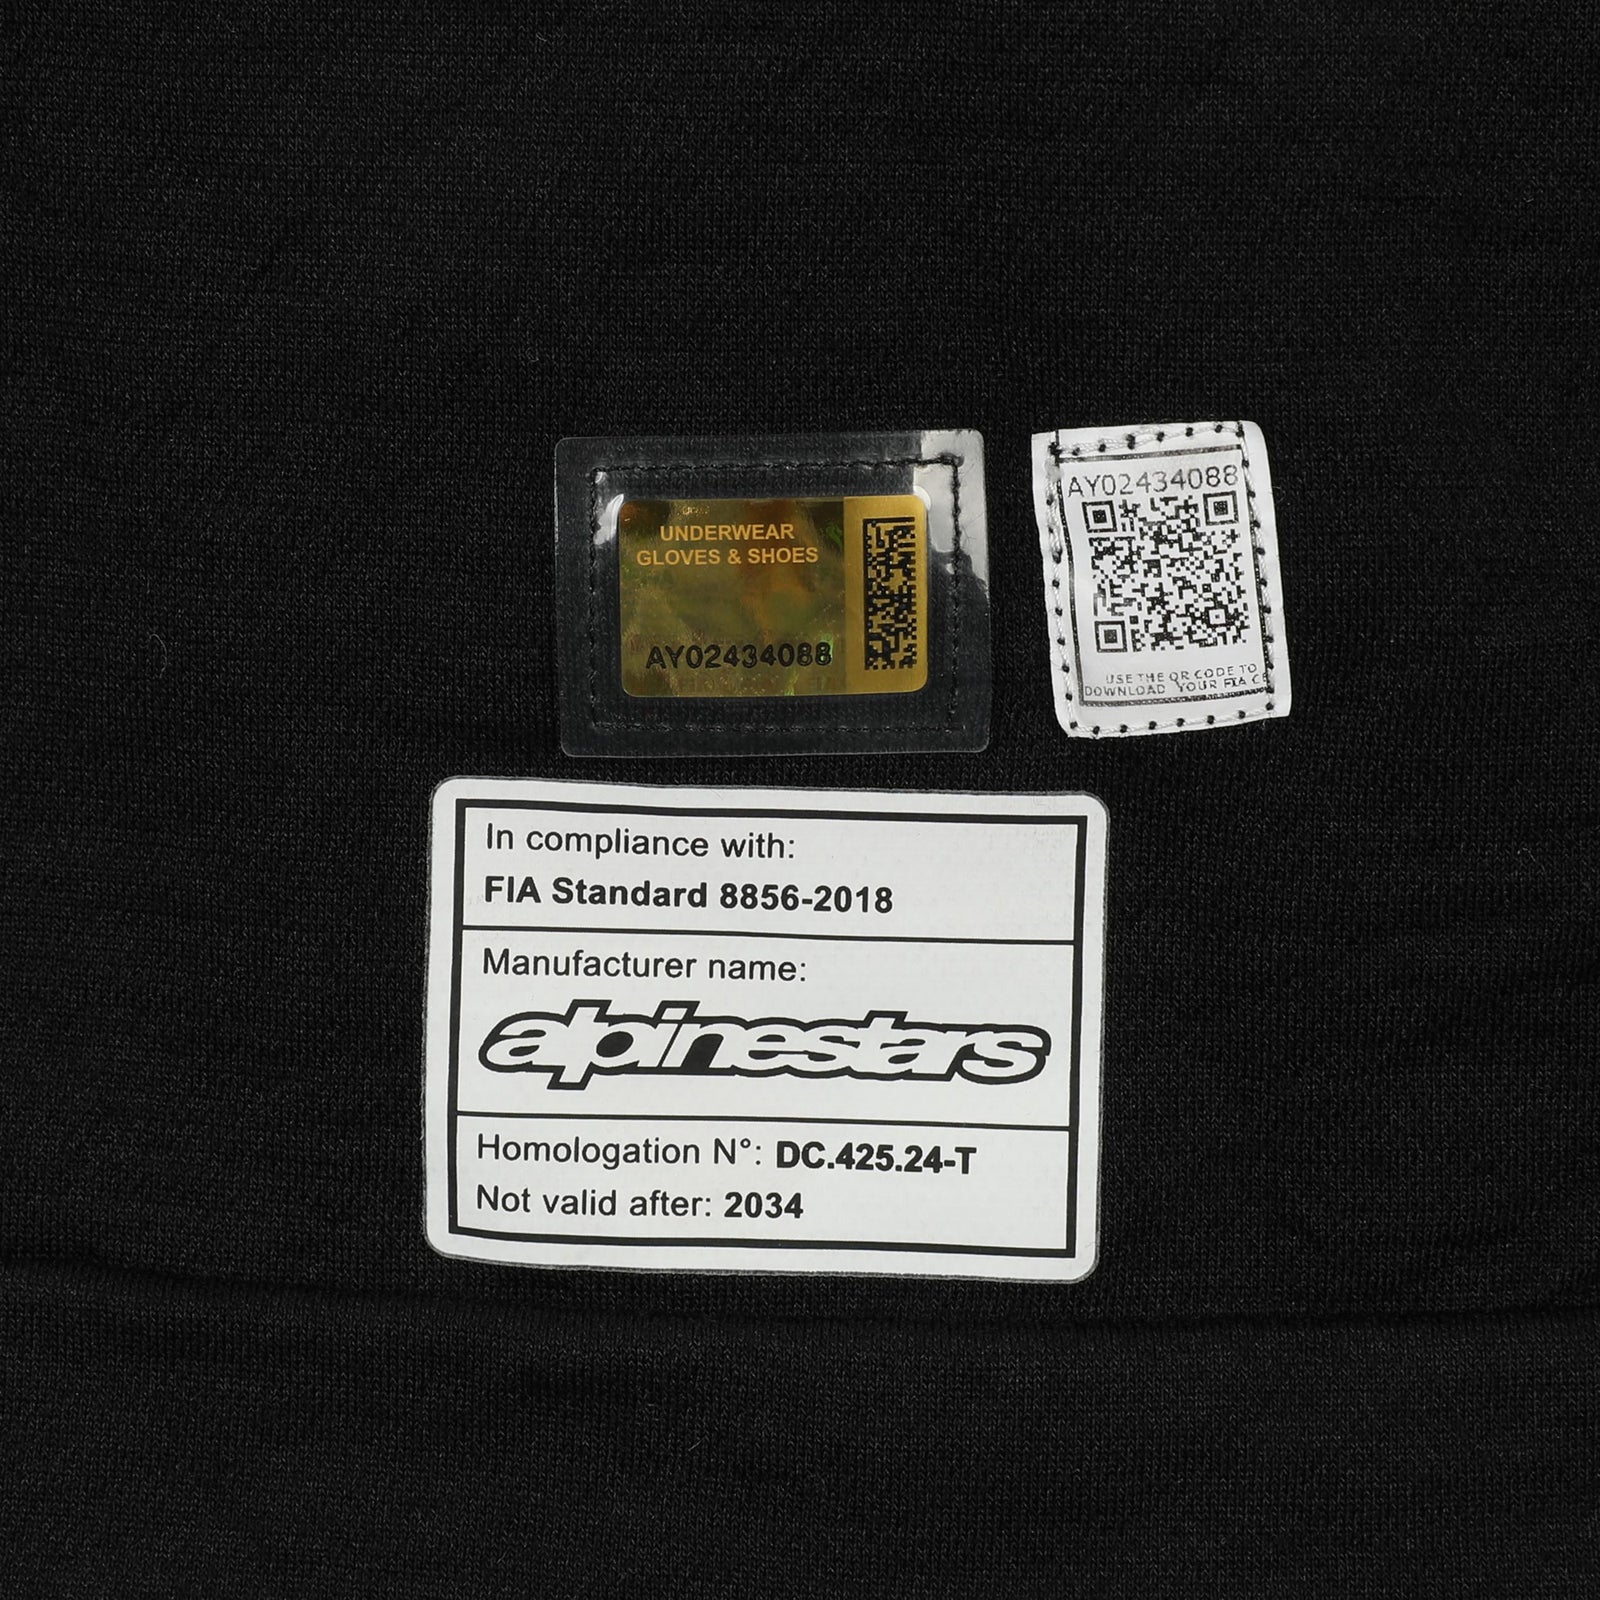 UNDERWEAR
GLOVES & SHOES
AY02434088
AY02434088
USE THE QR CODE TO
DOWNLOAD YOUR FIA CE
In compliance with:
FIA Standard 8856-2018
Manufacturer name:
alpinestars
Homologation N°: DC.425.24-T
Not valid after: 2034